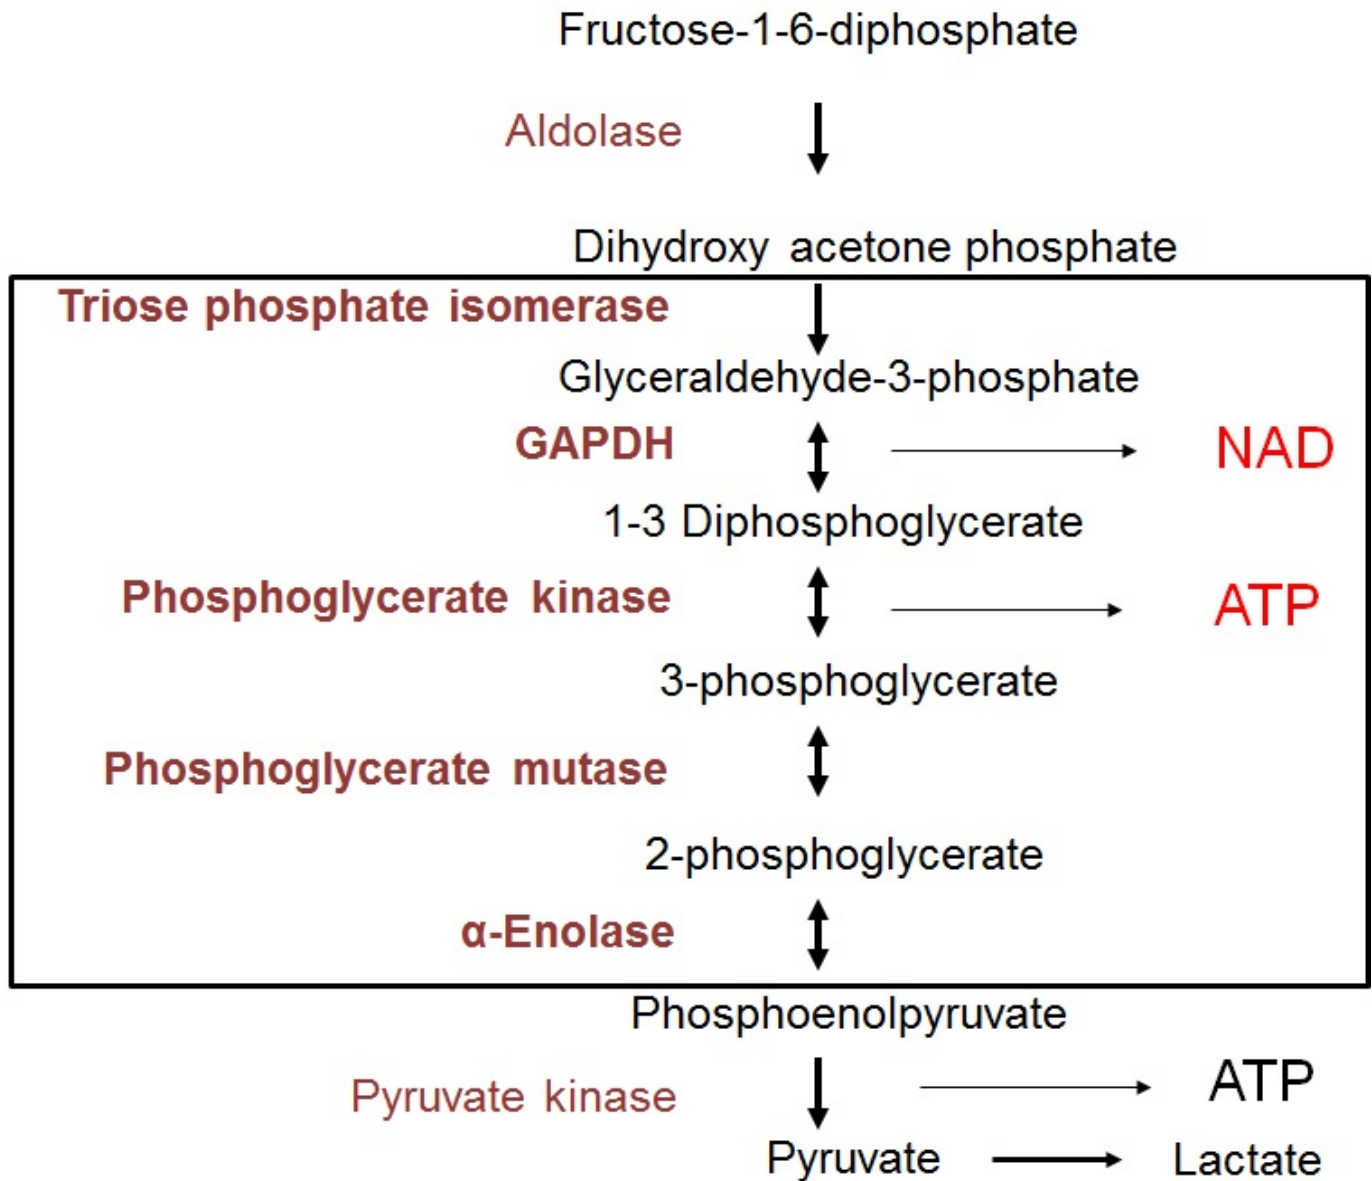 Fructose-1-6-diphosphate
Aldolase
Dihydroxy acetone phosphate
Triose phosphate isomerase
Glyceraldehyde-3-phosphate
GAPDH
NAD
1-3 Diphosphoglycerate
Phosphoglycerate kinase
ATP
3-phosphoglycerate
Phosphoglycerate mutase
2-phosphoglycerate
α-Enolase
Phosphoenolpyruvate
Pyruvate kinase
ATP
Pyruvate
Lactate